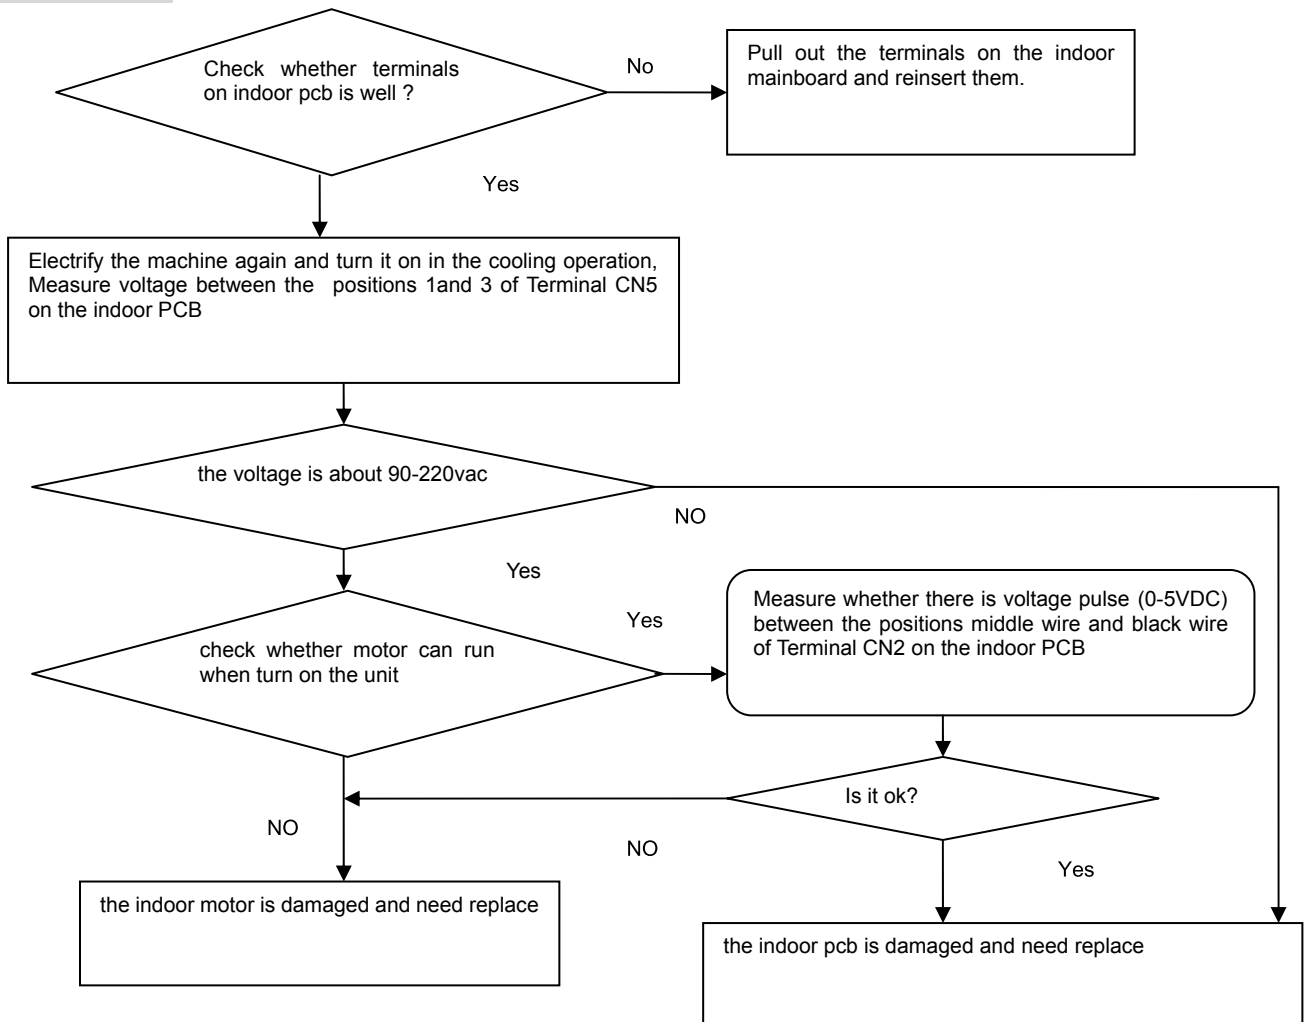 Check whether terminals
on indoor pcb is well ?
No
Pull out the terminals on the indoor
mainboard and reinsert them.
Yes
Electrify the machine again and turn it on in the cooling operation,
Measure voltage between the positions 1and 3 of Terminal CN5
on the indoor PCB
the voltage is about 90-220vac
NO
Yes
check whether motor can run
when turn on the unit
Yes
Measure whether there is voltage pulse (0-5VDC)
between the positions middle wire and black wire
of Terminal CN2 on the indoor PCB
Is it ok?
NO
NO
Yes
the indoor motor is damaged and need replace
the indoor pcb is damaged and need replace